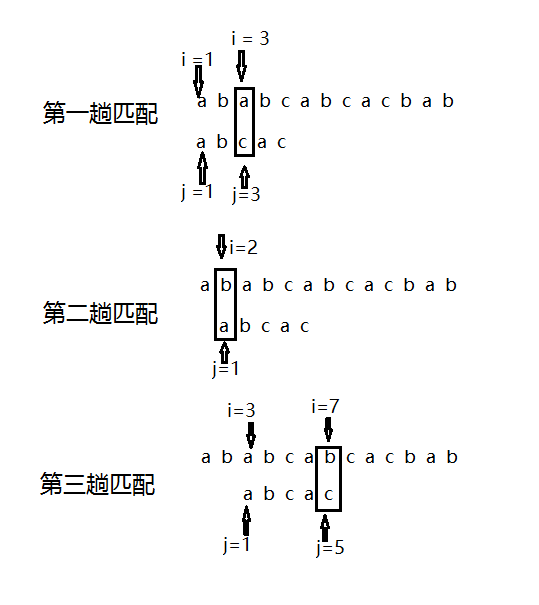 i = 3
i =1
a b a b c a b c a c b a b
第一趟匹配
a b c a c
j =1
j=3
i=2
a b a b c a b c a c b a b
第二趟匹配
a b c a c
j=1
i=3
i=7
a b a b c a b c a c b a b
第三趟匹配
a b c a c
j=1
j=5